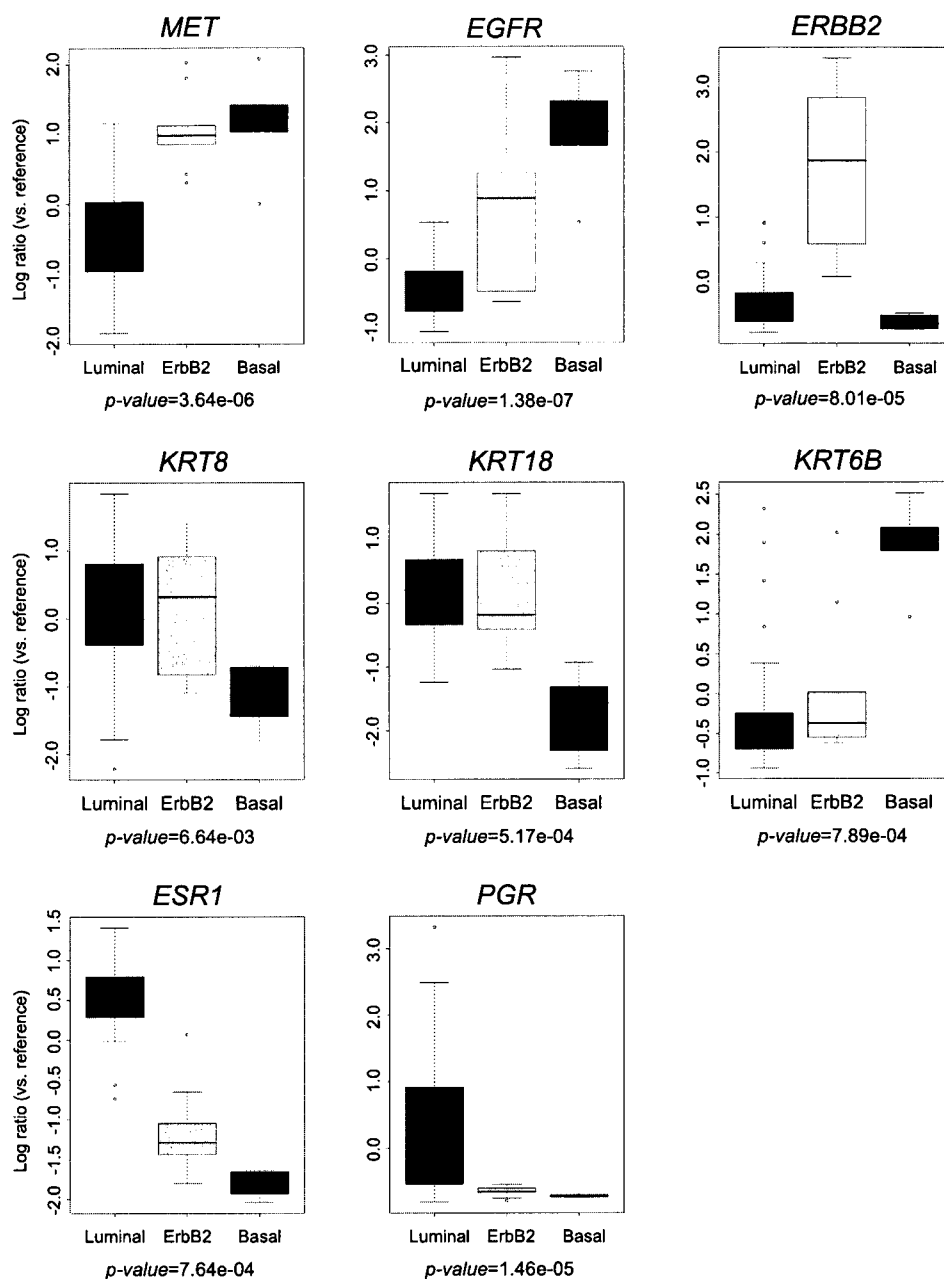 MET
EGFR
ERBB2
Log ratio (vs. reference)
2.0
1.0
0.0
-1.0
-2.0
3.0
2.0
1.0
0.0
-1.0
3.0
2.0
1.0
0.0
Luminal ErbB2 Basal
Luminal ErbB2 Basal
Luminal ErbB2 Basal
p-value=3.64e-06
p-value=1.38e-07
p-value=8.01e-05
KRT8
KRT18
KRT6B
Log ratio (vs. reference)
1.0
0.0
-1.0
-2.0
1.0
0.0
-1.0
-2.0
2.5
2.0
1.5
1.0
0.5
0.0
-0.5
-1.0
Luminal ErbB2 Basal
Luminal ErbB2 Basal
Luminal ErbB2 Basal
p-value=6.64e-03
p-value=5.17e-04
p-value=7.89e-04
ESR1
PGR
Log ratio (vs. reference)
1.5
1.0
0.5
0.0
-0.5
-1.0
-1.5
-2.0
3.0
2.0
1.0
0.0
Luminal ErbB2 Basal
Luminal ErbB2 Basal
p-value=7.64e-04
p-value=1.46e-05